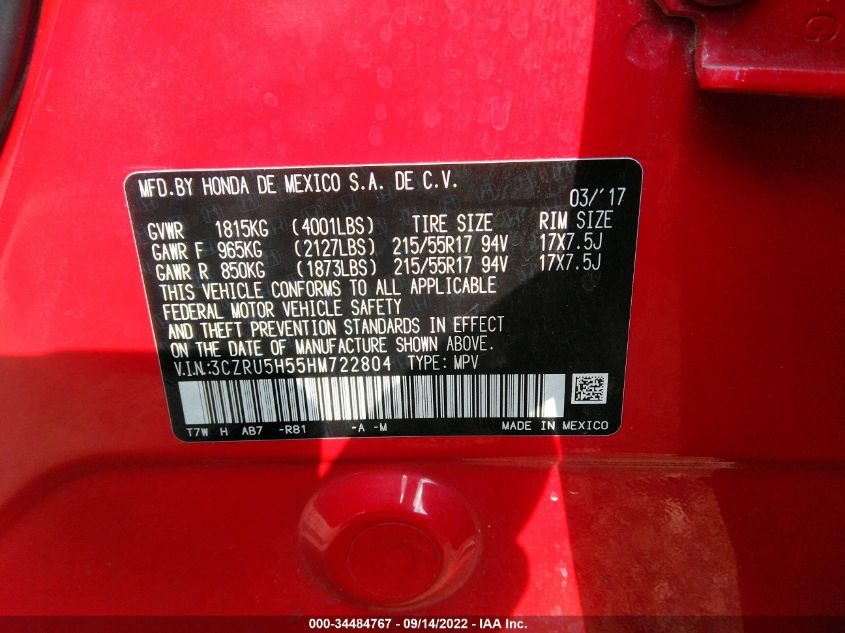 MFD.BY HONDA DE MEXICO S.A. DE C.V.
03/'17
GVWR 1815KG (4001LBS) TIRE SIZE RIM SIZE
GAWR F 965KG (2127LBS) 215/55R17 94V 17X7.5J
GAWR R 850KG (1873LBS) 215/55R17 94V 17X7.5J
THIS VEHICLE CONFORMS TO ALL APPLICABLE
FEDERAL MOTOR VEHICLE SAFETY
AND THEFT PREVENTION STANDARDS IN EFFECT
ON THE DATE OF MANUFACTURE SHOWN ABOVE.
V.I.N.:3CZRU5H55HM722804 TYPE: MPV
T7W H AB7 -R81 -A -M MADE IN MEXICO
000-34484767 - 09/14/2022 - IAA Inc.